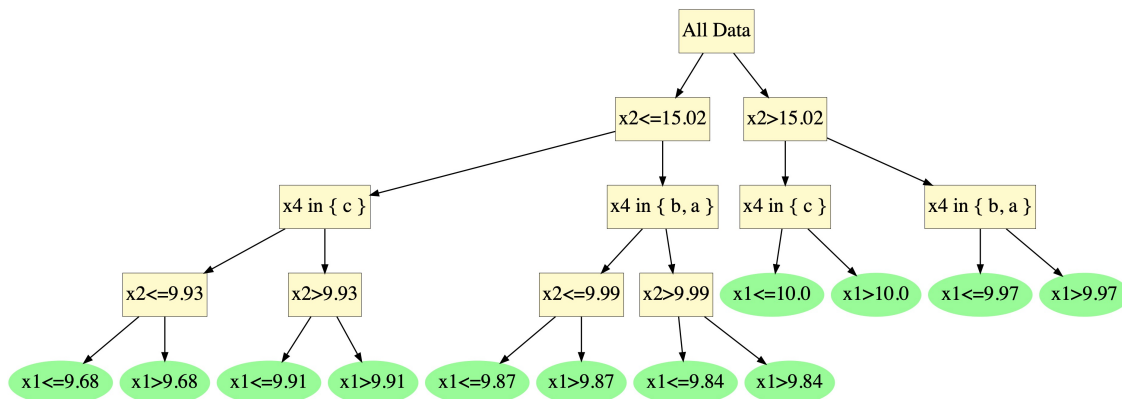 All Data
x2<=15.02
x2>15.02
x4 in { c }
x4 in { b, a }
x4 in { c }
x4 in { b, a }
x2<=9.93
x2>9.93
x2<=9.99
x2>9.99
x1<=10.0
x1>10.0
x1<=9.97
x1>9.97
x1<=9.68
x1>9.68
x1<=9.91
x1>9.91
x1<=9.87
x1>9.87
x1<=9.84
x1>9.84